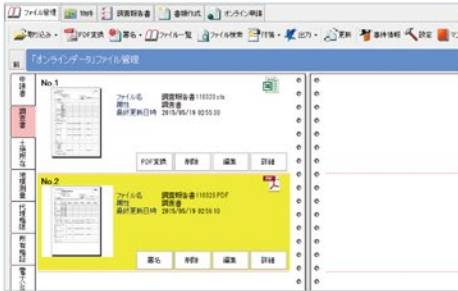 ファイル管理 物件 調査報告書 書類作成 オンライン申請
取り込み PDF変換 署名 ファイル一覧 ファイル検索 付箋 出力 更新 事件情報 設定
「オンラインデータ」ファイル管理
申請書
調査書
土地所在
地積測量
代理権限
所有権証
No.1
ファイル名 調査報告書110323.xls
属性 調査書
最終更新日時 2015/05/19 02:55:30
PDF変換 削除 編集 詳細
No.2
ファイル名 調査報告書110323.PDF
属性 調査書
最終更新日時 2015/05/19 02:56:10
署名 削除 編集 詳細